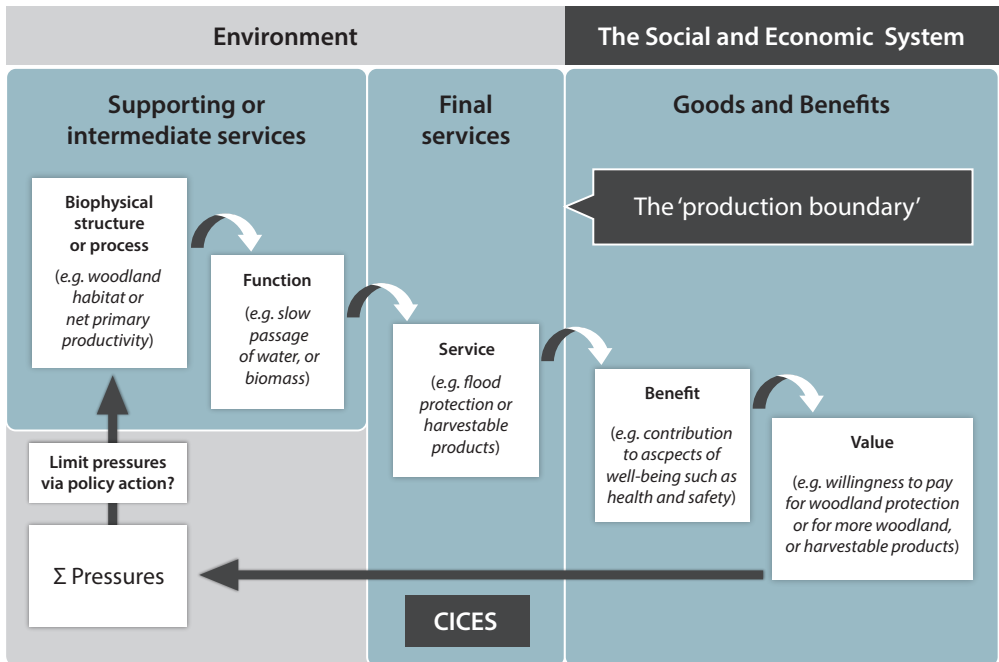 Environment
The Social and Economic System
Supporting or
intermediate services
Final
services
Goods and Benefits
The ‘production boundary’
Biophysical
structure
or process
(e.g. woodland
habitat or
net primary
productivity)
Function
(e.g. slow
passage
of water, or
biomass)
Service
(e.g. flood
protection or
harvestable
products)
Benefit
(e.g. contribution
to ascpects of
well-being such as
health and safety)
Value
(e.g. willingness to pay
for woodland protection
or for more woodland,
or harvestable products)
Limit pressures
via policy action?
Σ Pressures
CICES